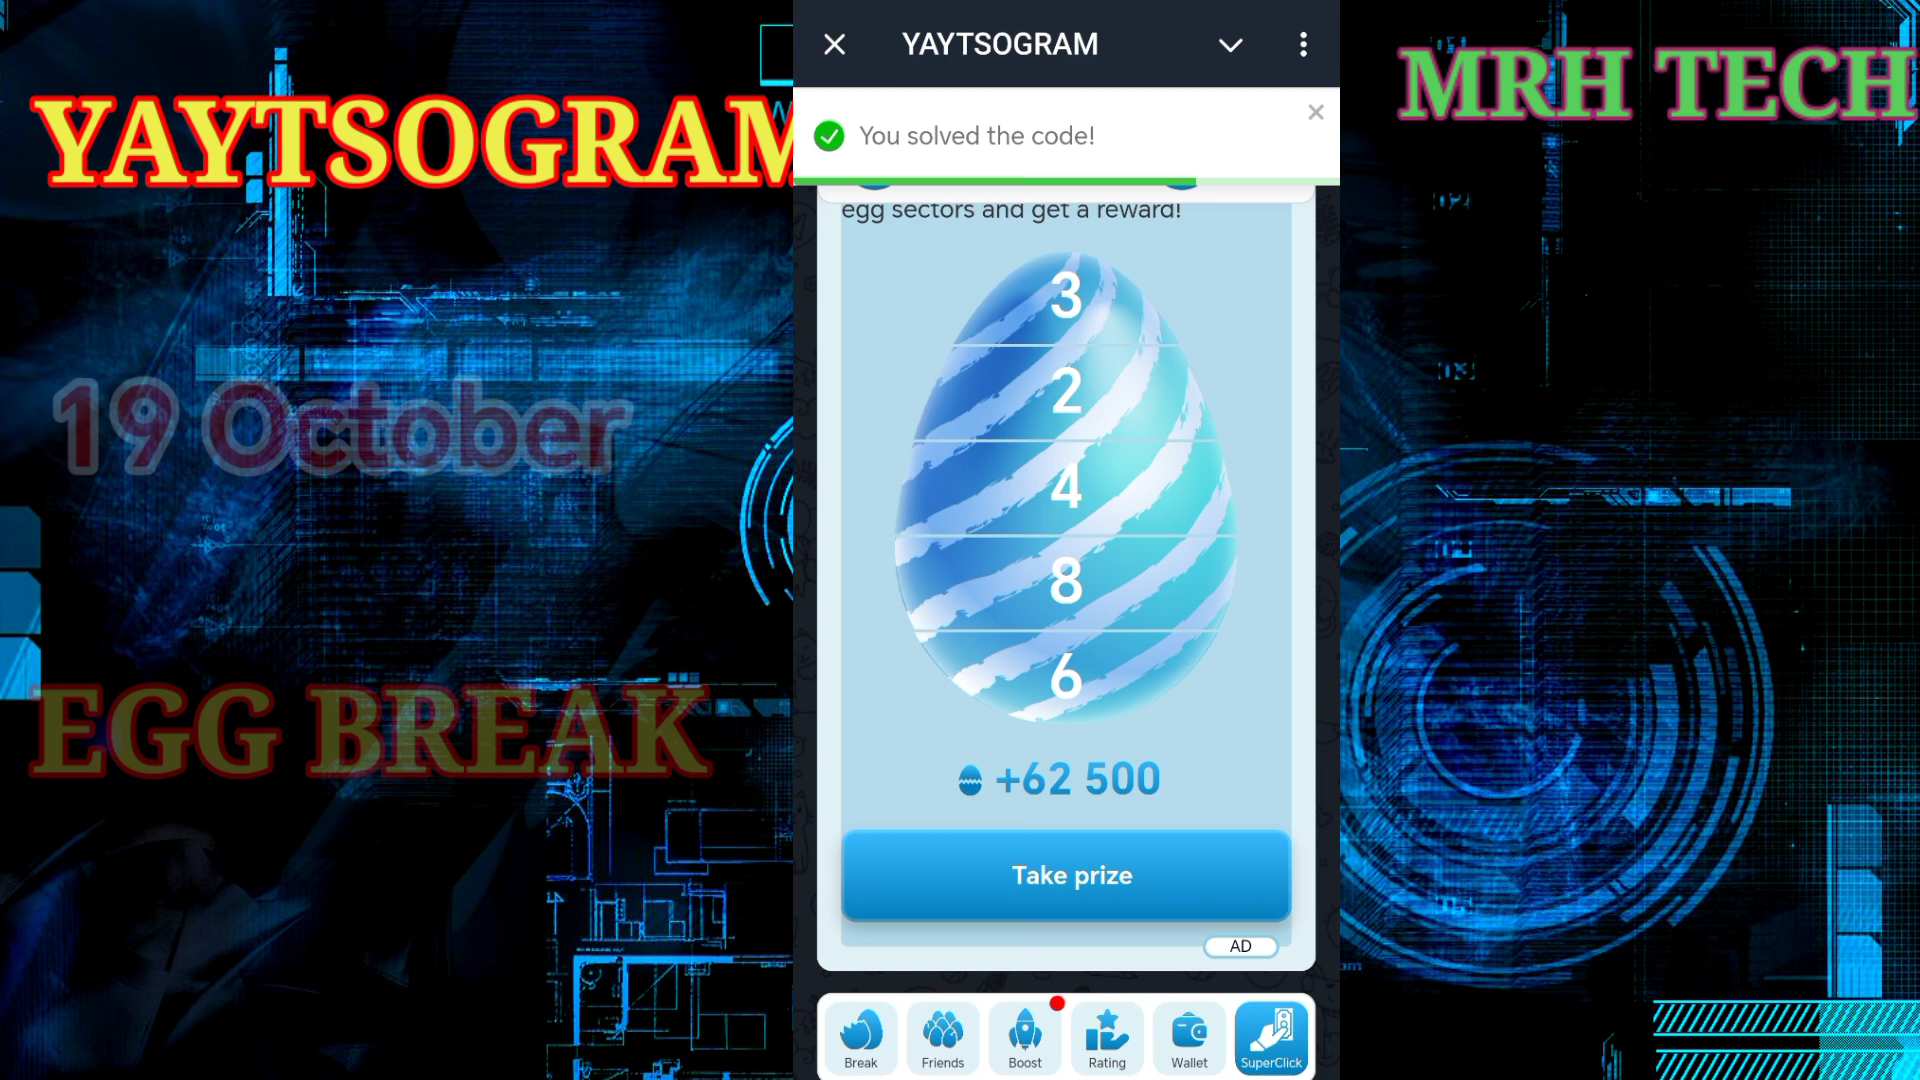 YAYTSOGRAM
19 October
EGG BREAK
YAYTSOGRAM
You solved the code!
egg sectors and get a reward!
3
2
4
8
6
+62 500
Take prize
AD
Break
Friends
Boost
Rating
Wallet
SuperClick
MRH TECH